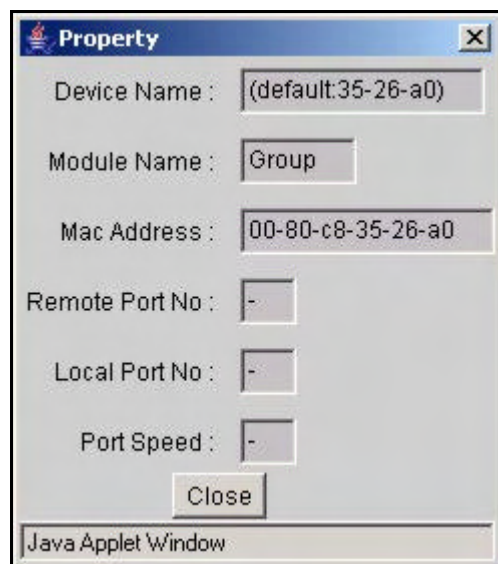 Property
Device Name : (default:35-26-a0)
Module Name : Group
Mac Address : 00-80-c8-35-26-a0
Remote Port No : -
Local Port No : -
Port Speed : -
Close
Java Applet Window